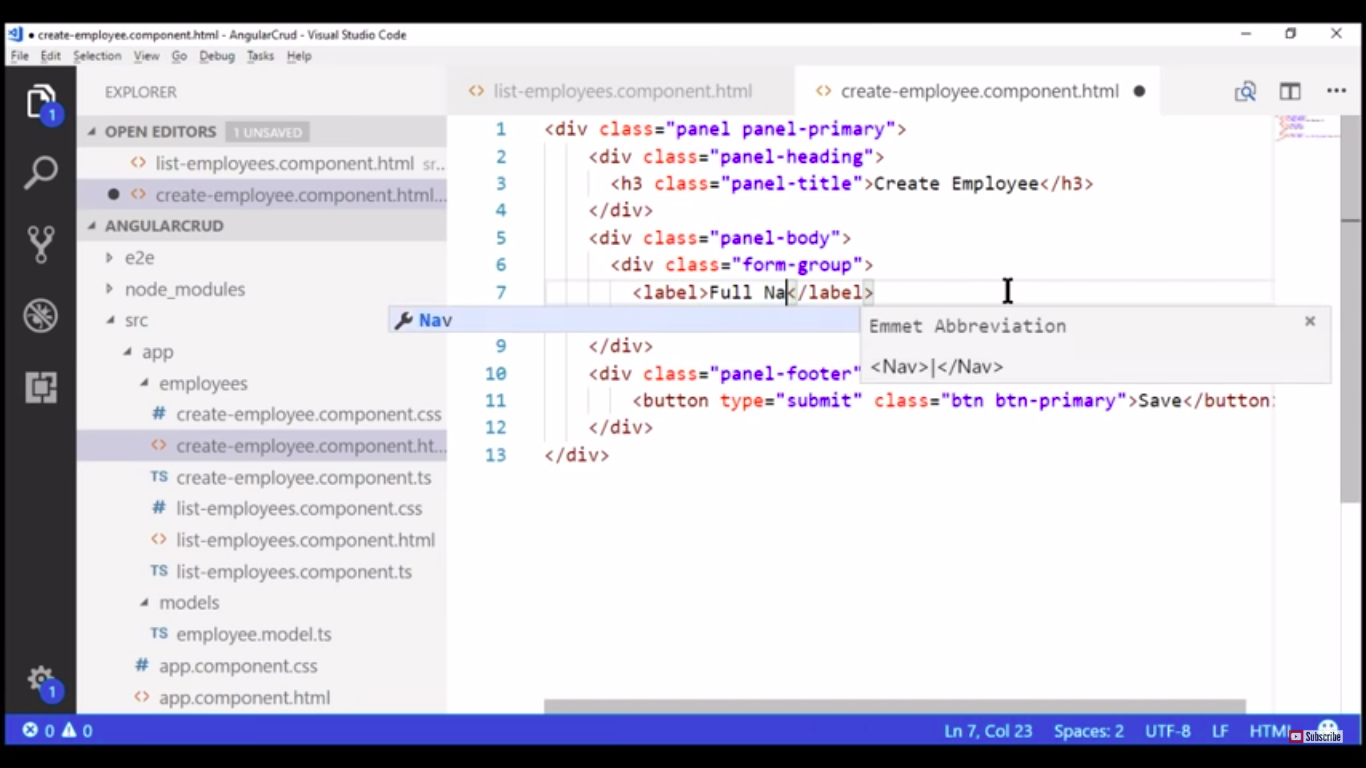 ● create-employee.component.html - AngularCrud - Visual Studio Code
File Edit Selection View Go Debug Tasks Help
EXPLORER
OPEN EDITORS 1 UNSAVED
list-employees.component.html sr...
create-employee.component.html...
ANGULARCRUD
e2e
node_modules
src
app
employees
# create-employee.component.css
<> create-employee.component.ht...
TS create-employee.component.ts
# list-employees.component.css
<> list-employees.component.html
TS list-employees.component.ts
models
TS employee.model.ts
# app.component.css
<> app.component.html
1
1
<> list-employees.component.html <> create-employee.component.html ●
1 <div class="panel panel-primary">
2 <div class="panel-heading">
3 <h3 class="panel-title">Create Employee</h3>
4 </div>
5 <div class="panel-body">
6 <div class="form-group">
7 <label>Full Na</label>
Nav
Emmet Abbreviation ×
<Nav>|</Nav>
9 </div>
10 <div class="panel-footer"
11 <button type="submit" class="btn btn-primary">Save</button
12 </div>
13 </div>
0 0 Ln 7, Col 23 Spaces: 2 UTF-8 LF HTML
Subscribe